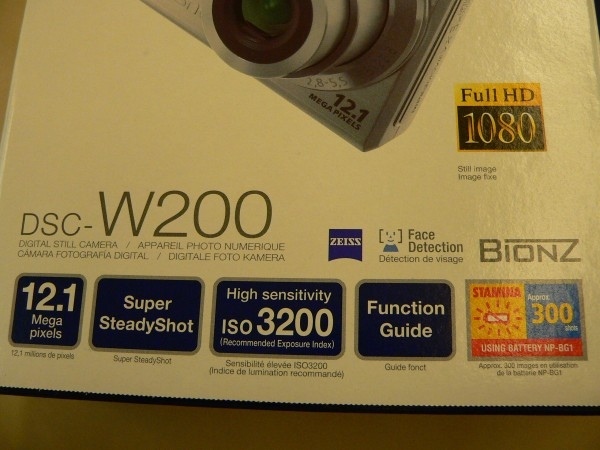 2,8-5,5
12.1
MEGA PIXELS
Full HD
1080
Still image
Image fixe
DSC-W200
DIGITAL STILL CAMERA / APPAREIL PHOTO NUMERIQUE
CÁMARA FOTOGRAFÍA DIGITAL / DIGITALE FOTO KAMERA
ZEISS
Face
Detection
Détection de visage
BIONZ
12.1
Mega
pixels
12,1 millions de pixels
Super
SteadyShot
Super SteadyShot
High sensitivity
ISO 3200
(Recommended Exposure Index)
Sensibilité élevée ISO3200
(Indice de lumination recommandé)
Function
Guide
Guide fonct
STAMINA
Approx.
300
shots
USING BATTERY NP-BG1
Approx. 300 images en utilisation
de la batterie NP-BG1